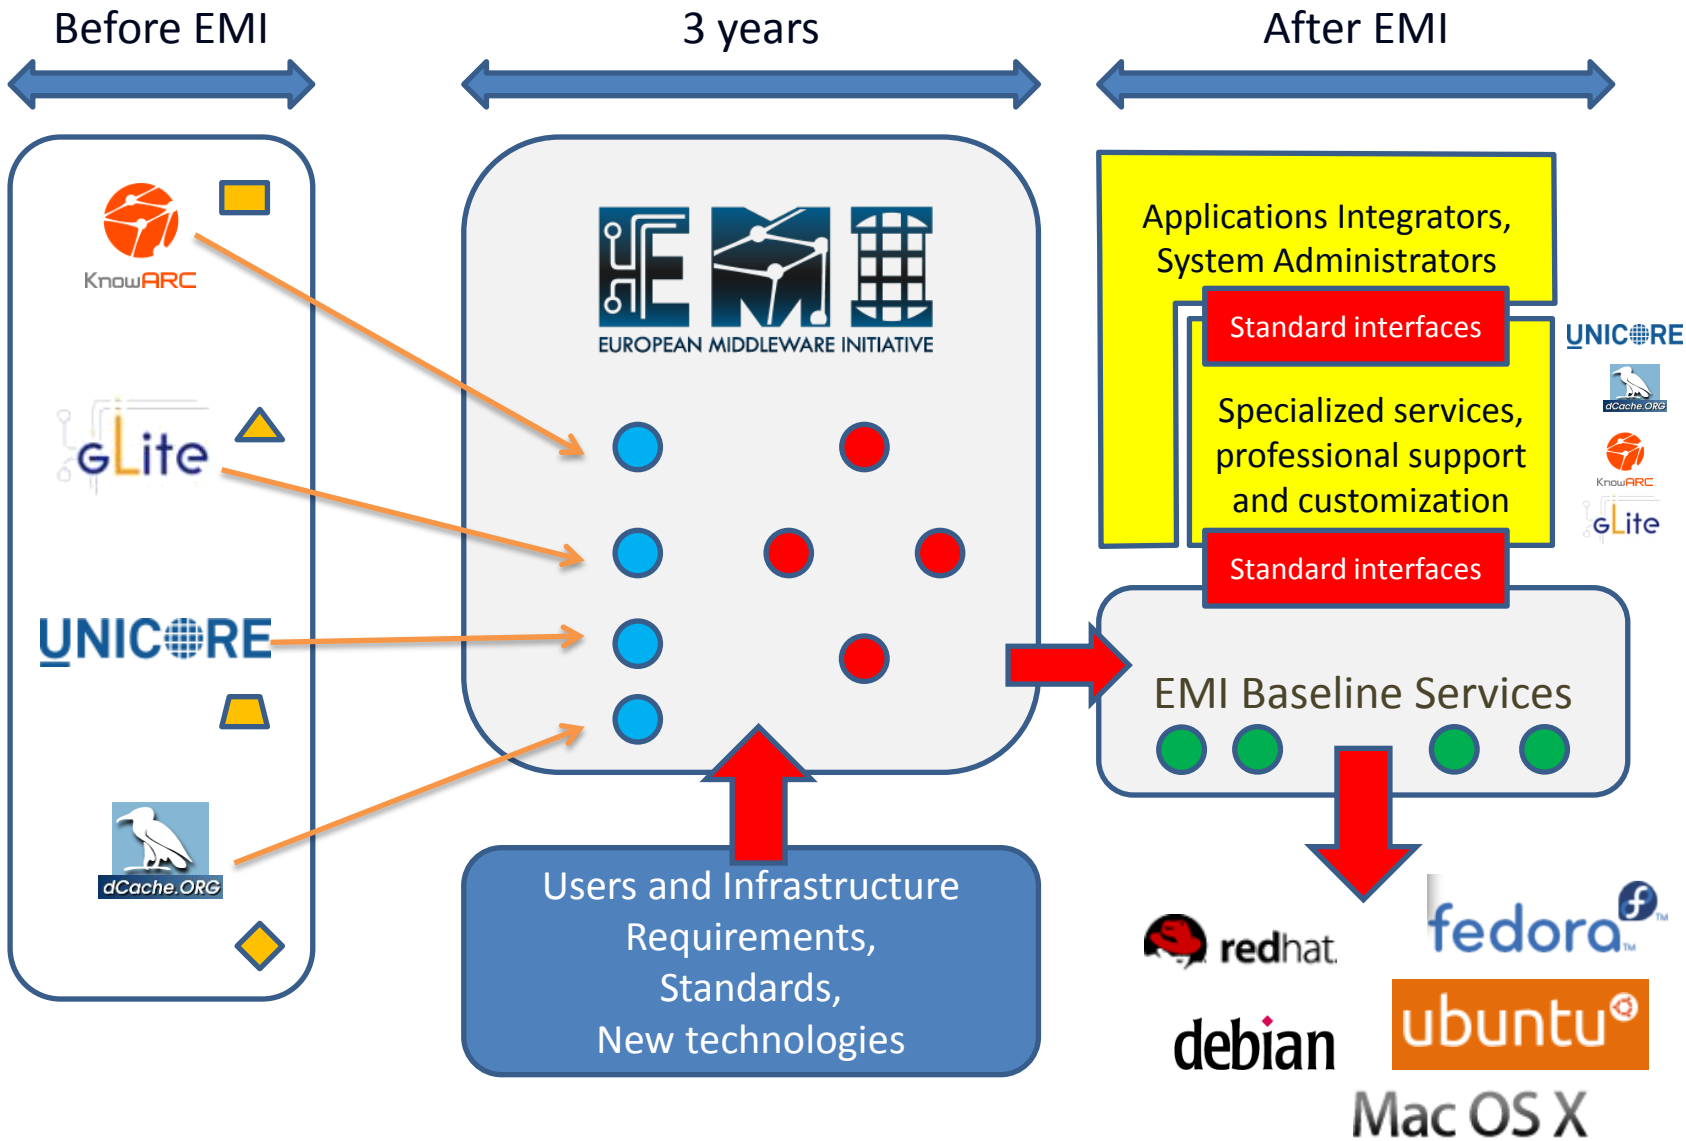 Before EMI
3 years
After EMI
KnowARC
gLite
UNICORE
dCache.ORG
EMI
EUROPEAN MIDDLEWARE INITIATIVE
Users and Infrastructure
Requirements,
Standards,
New technologies
Applications Integrators,
System Administrators
Standard interfaces
Specialized services,
professional support
and customization
Standard interfaces
UNICORE
dCache.ORG
KnowARC
gLite
EMI Baseline Services
redhat.
fedora™
debian
ubuntu
Mac OS X